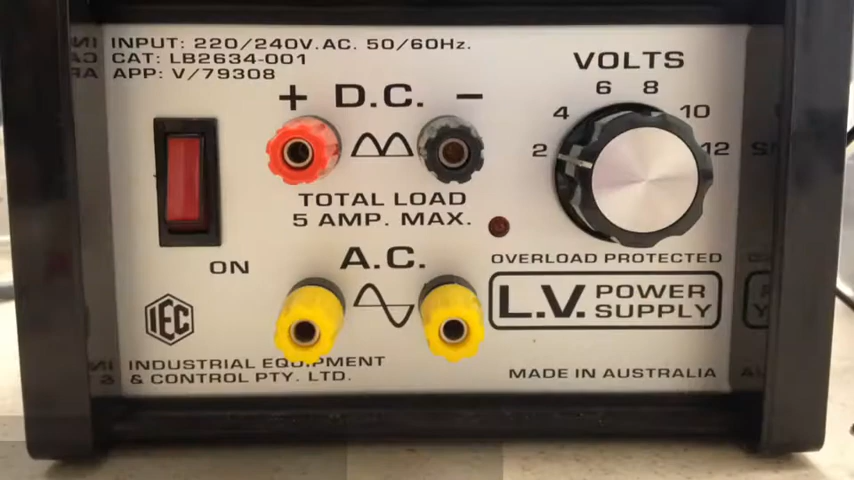 INPUT: 220/240V.AC. 50/60Hz.
CAT: LB2634-001
APP: V/79308
+ D.C. −
TOTAL LOAD
5 AMP. MAX.
ON
A.C.
VOLTS
2 4 6 8 10 12
OVERLOAD PROTECTED
L.V. POWER
SUPPLY
IEC
INDUSTRIAL EQUIPMENT
& CONTROL PTY. LTD.
MADE IN AUSTRALIA